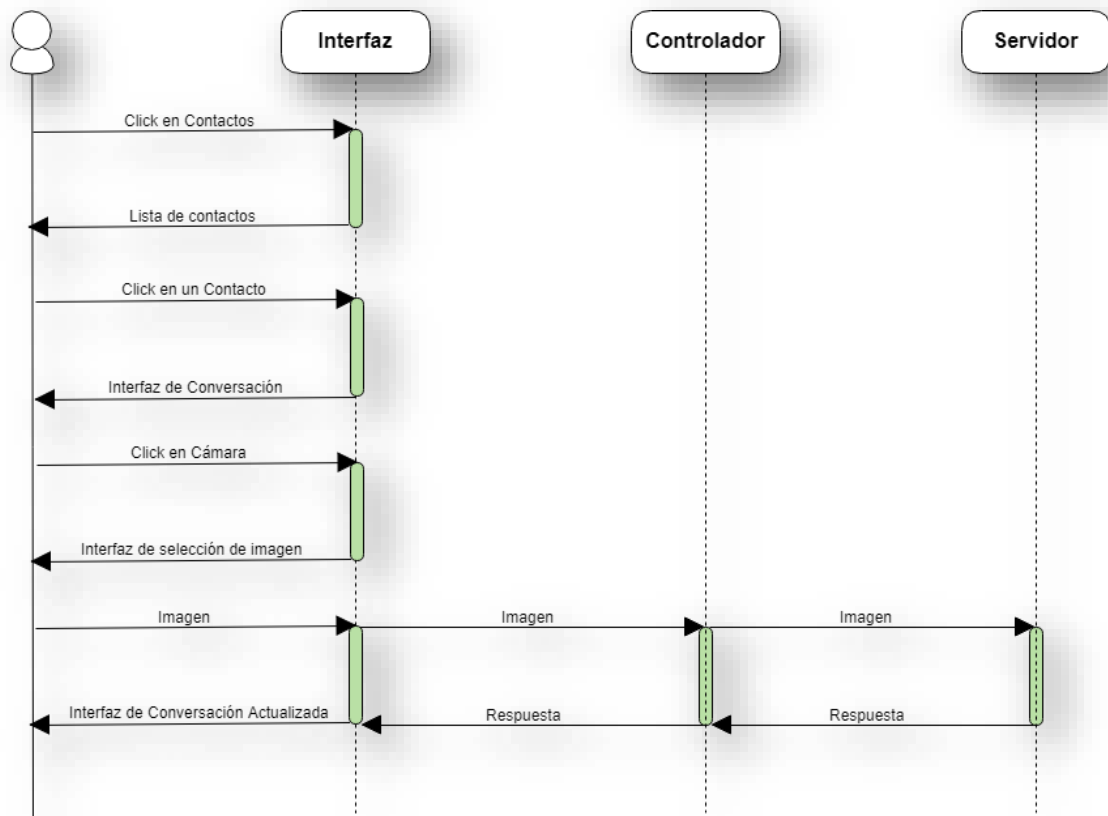 Interfaz
Controlador
Servidor
Click en Contactos
Lista de contactos
Click en un Contacto
Interfaz de Conversación
Click en Cámara
Interfaz de selección de imagen
Imagen
Imagen
Imagen
Interfaz de Conversación Actualizada
Respuesta
Respuesta